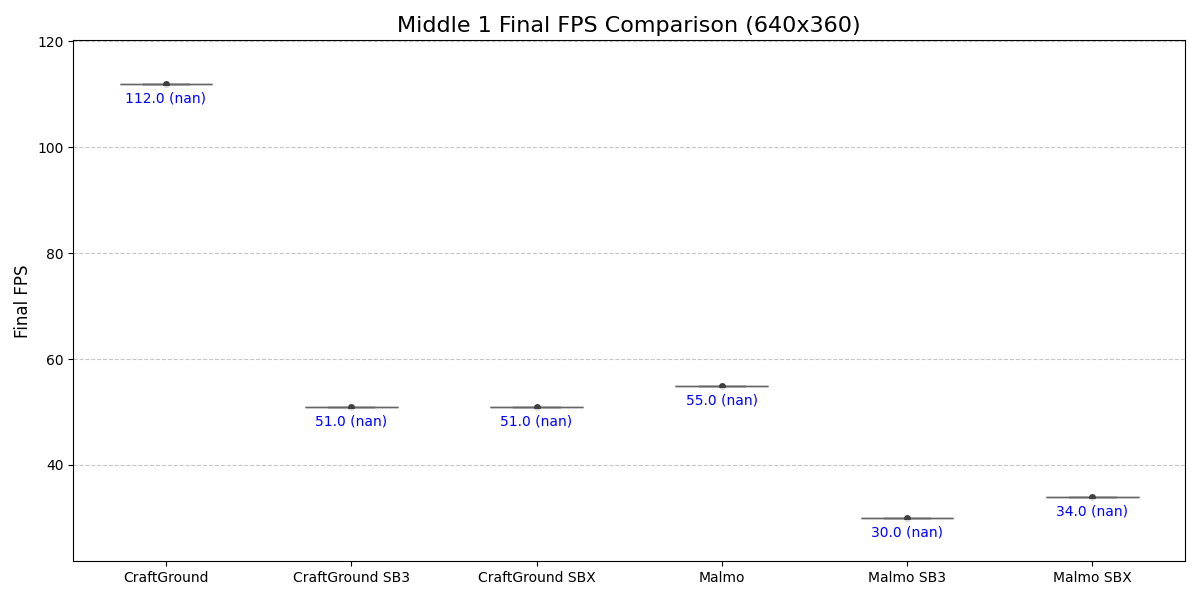 Middle 1 Final FPS Comparison (640x360)
Final FPS
120
100
80
60
40
112.0 (nan)
51.0 (nan)
51.0 (nan)
55.0 (nan)
30.0 (nan)
34.0 (nan)
CraftGround
CraftGround SB3
CraftGround SBX
Malmo
Malmo SB3
Malmo SBX